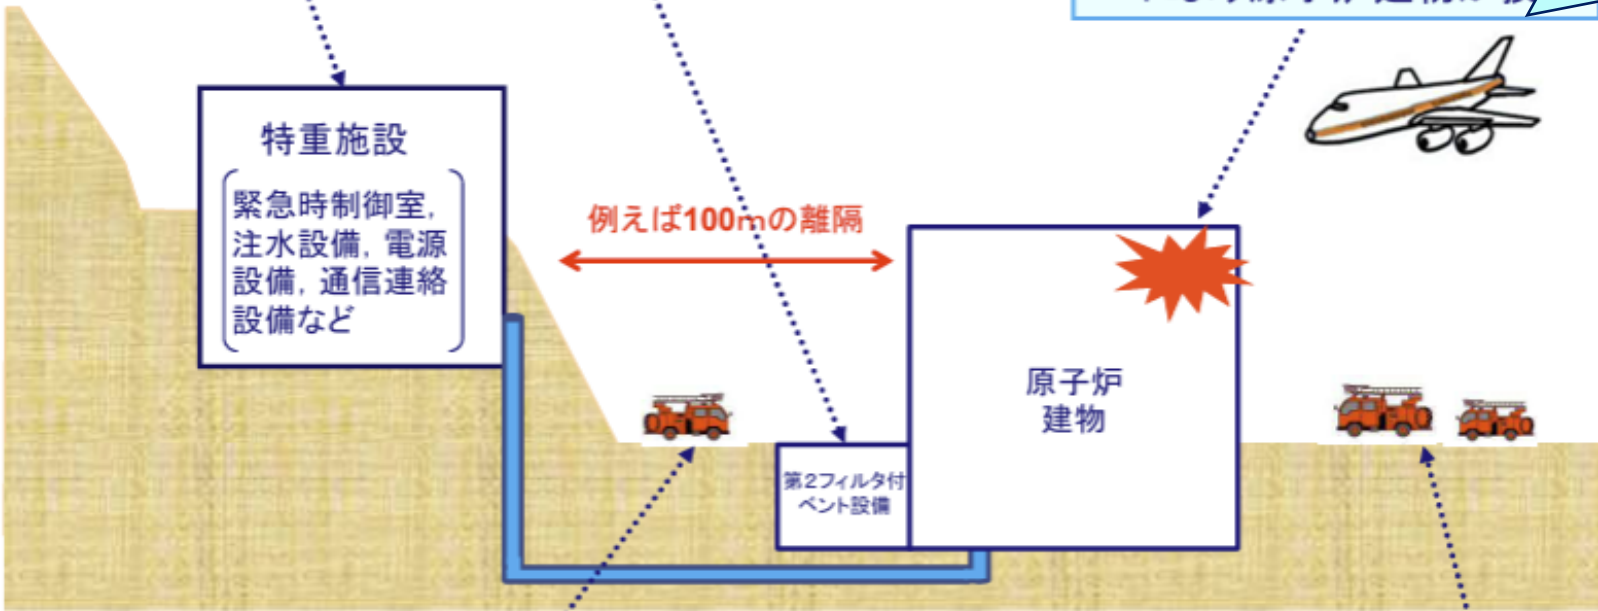 特重施設
緊急時制御室,
注水設備, 電源
設備, 通信連絡
設備など
例えば100mの離隔
原子炉
建物
第2フィルタ付
ベント設備